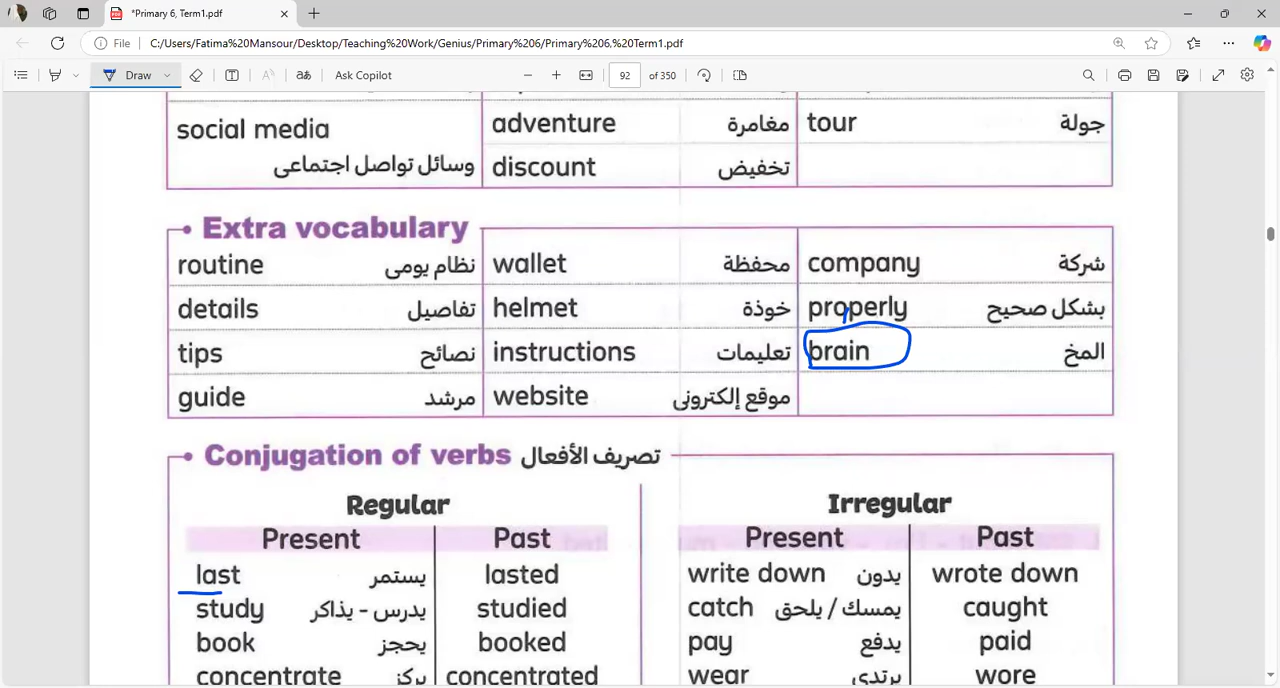 *Primary 6, Term1.pdf
File C:/Users/Fatima%20Mansour/Desktop/Teaching%20Work/Genius/Primary%206/Primary%206.%20Term1.pdf
Draw Ask Copilot 92 of 350
social media
وسائل تواصل اجتماعى
adventure مغامرة
discount تخفيض
tour جولة
Extra vocabulary
routine نظام يومى wallet محفظة company شركة
details تفاصيل helmet خوذة properly بشكل صحيح
tips نصائح instructions تعليمات brain المخ
guide مرشد website موقع إلكترونى
Conjugation of verbs تصريف الأفعال
Regular Irregular
Present Past Present Past
last يستمر lasted write down يدون wrote down
study يدرس - يذاكر studied catch يمسك / يلحق caught
book يحجز booked pay يدفع paid
concentrate يركز concentrated wear يرتدى wore